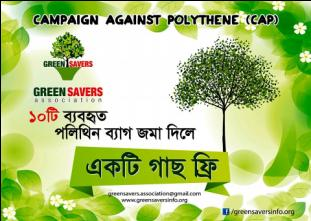 CAMPAIGN AGAINST POLYTHENE (CAP)
GREEN SAVERS
GREEN SAVERS
association
১০টি ব্যবহৃত
পলিথিন ব্যাগ জমা দিলে
একটি গাছ ফ্রি
greensavers.association@gmail.com
www.greensaversinfo.org
/greensaversinfo.org